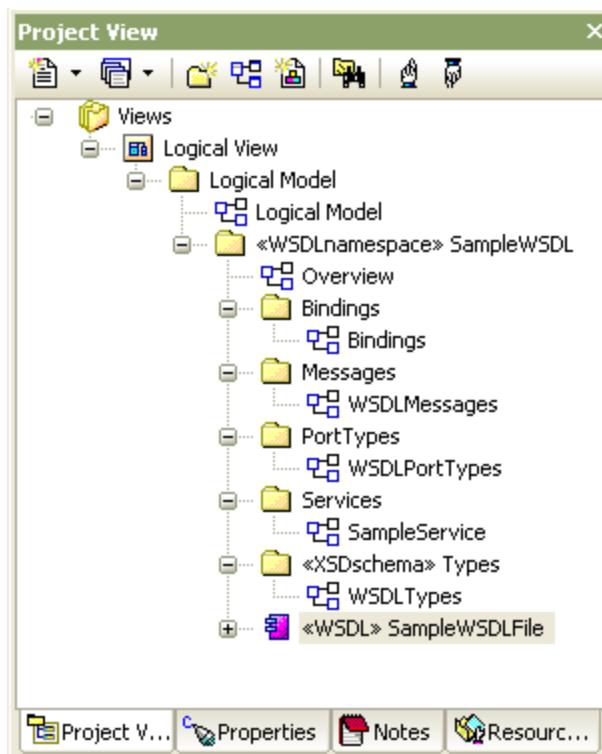 Project View
Views
Logical View
Logical Model
Logical Model
«WSDLnamespace» SampleWSDL
Overview
Bindings
Bindings
Messages
WSDLMessages
PortTypes
WSDLPortTypes
Services
SampleService
«XSDschema» Types
WSDLTypes
«WSDL» SampleWSDLFile
Project V... Properties Notes Resourc...